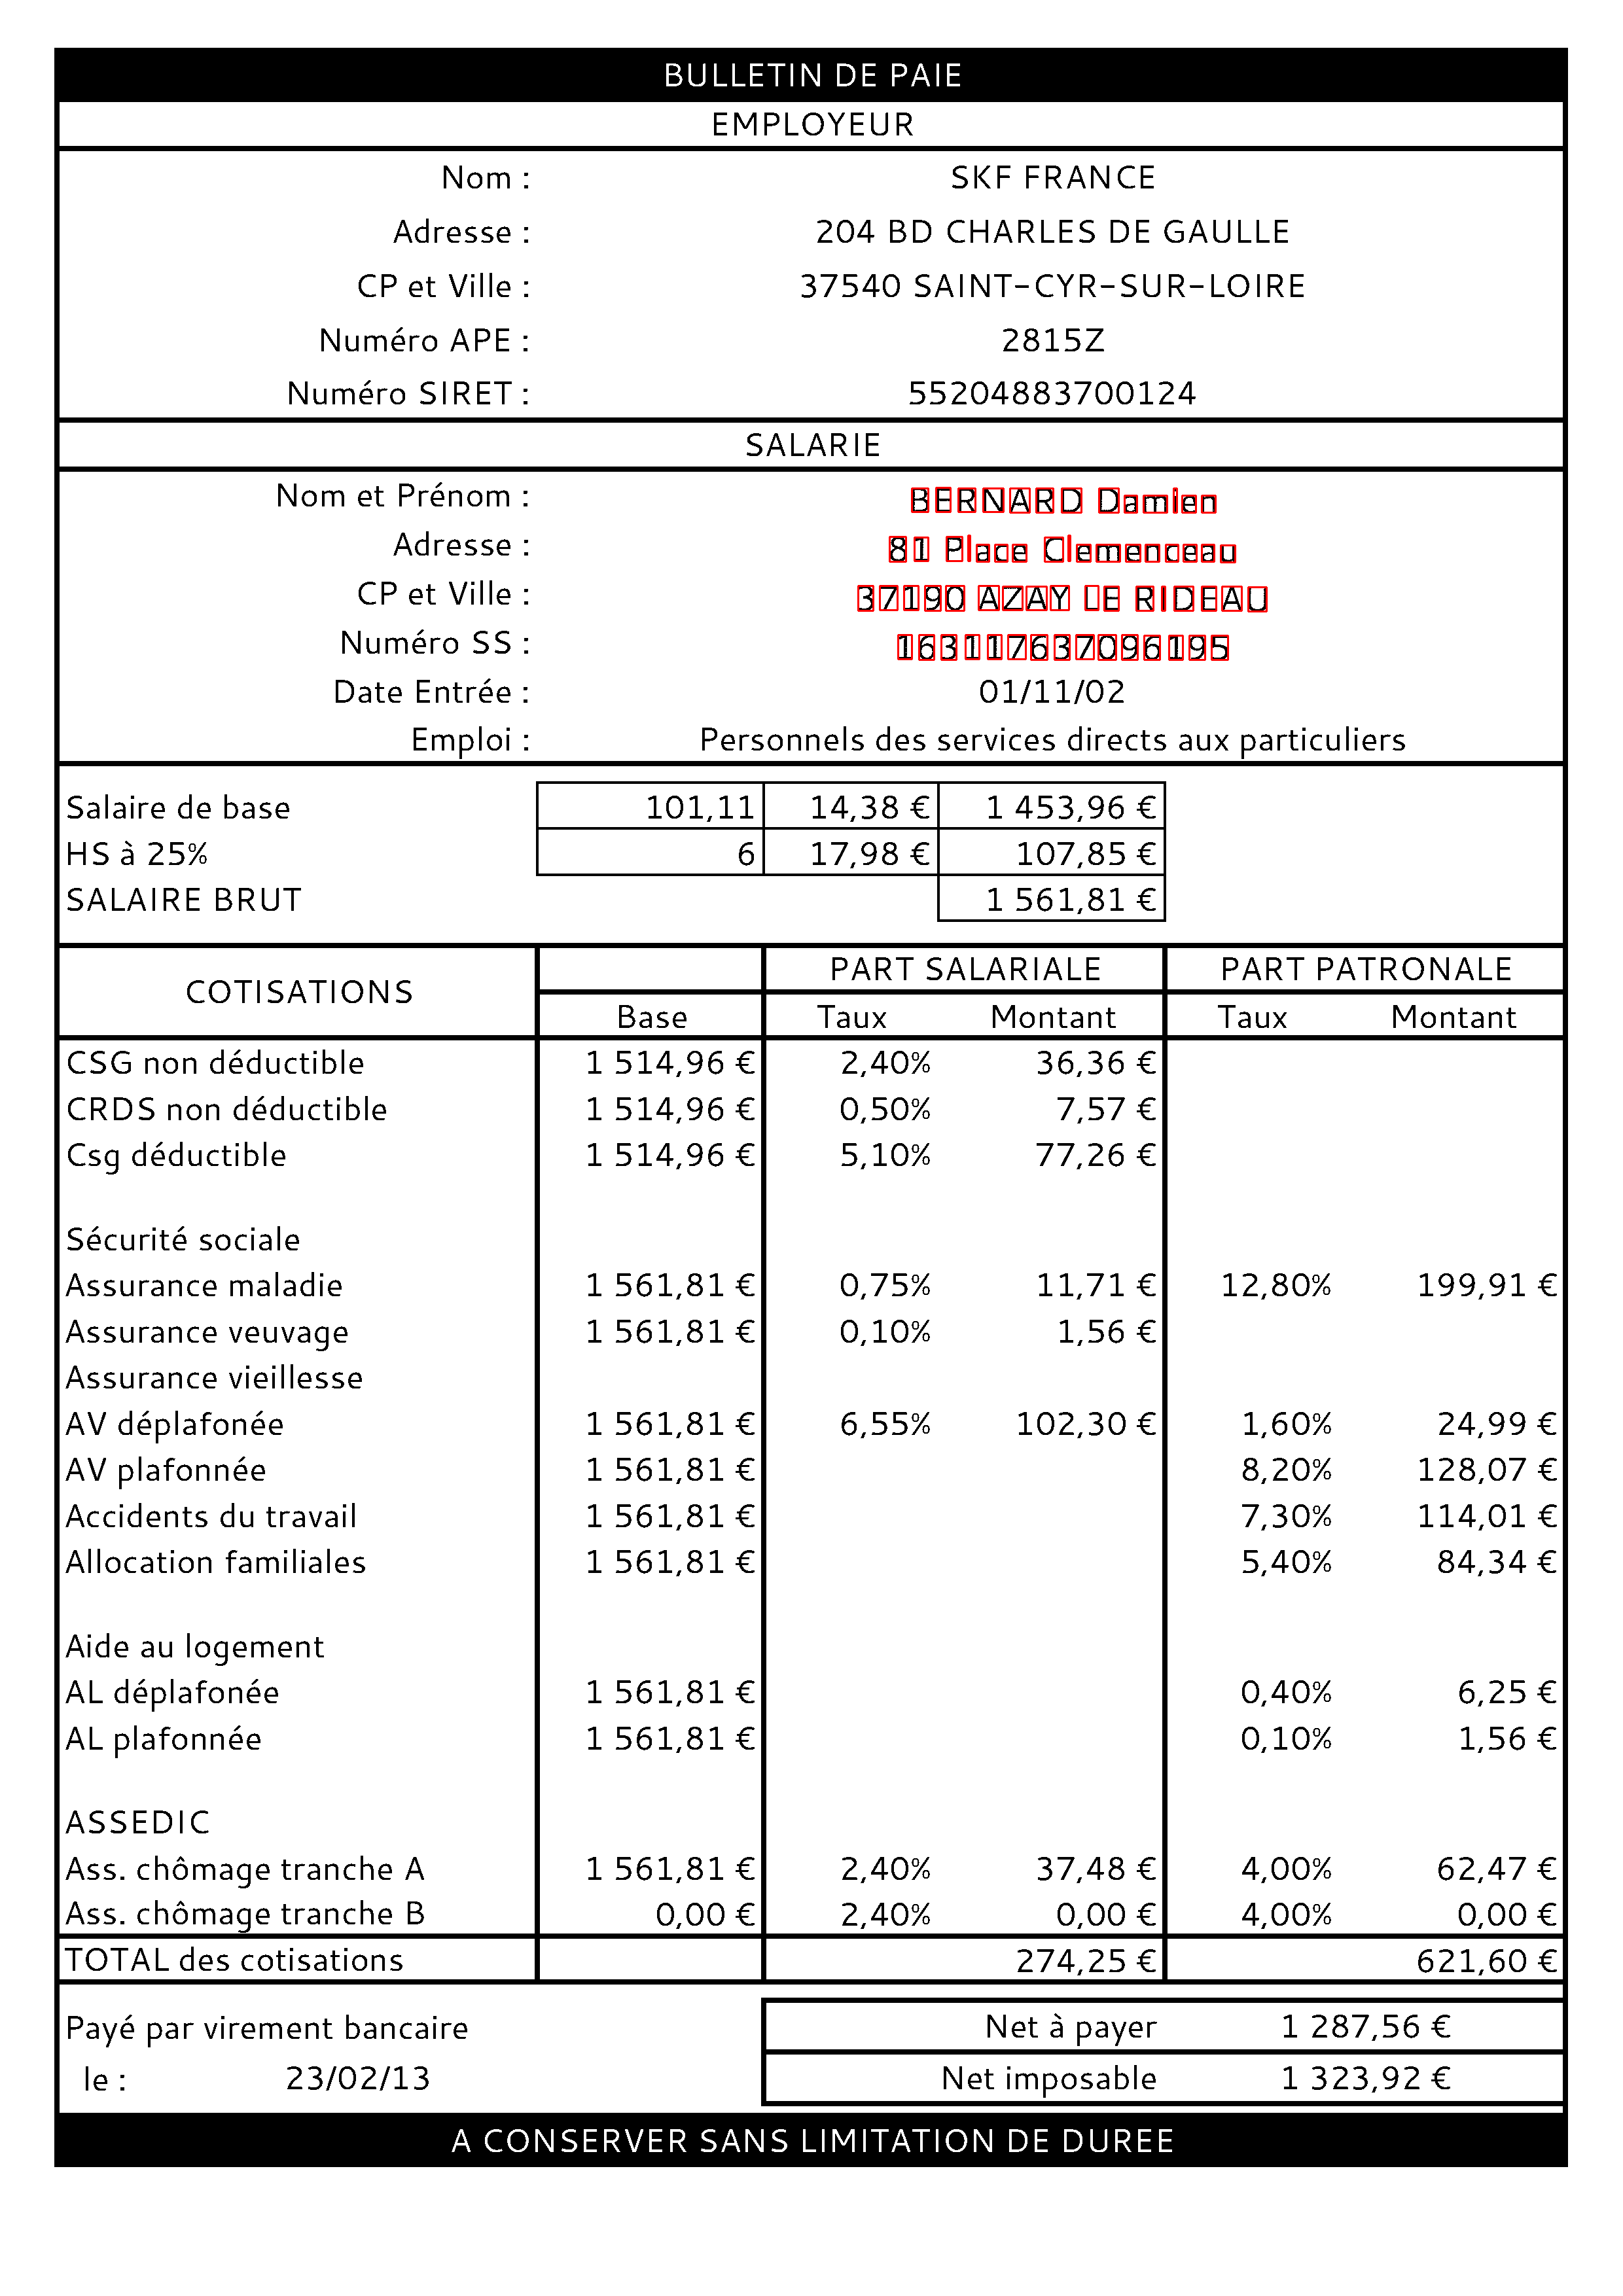 BULLETIN DE PAIE
EMPLOYEUR
Nom : SKF FRANCE
Adresse : 204 BD CHARLES DE GAULLE
CP et Ville : 37540 SAINT-CYR-SUR-LOIRE
Numéro APE : 2815Z
Numéro SIRET : 55204883700124
SALARIE
Nom et Prénom : BERNARD Damien
Adresse : 81 Place Clemenceau
CP et Ville : 37190 AZAY LE RIDEAU
Numéro SS : 163117637096195
Date Entrée : 01/11/02
Emploi : Personnels des services directs aux particuliers
Salaire de base 101,11 14,38 € 1 453,96 €
HS à 25% 6 17,98 € 107,85 €
SALAIRE BRUT 1 561,81 €
COTISATIONS PART SALARIALE PART PATRONALE
Base Taux Montant Taux Montant
CSG non déductible 1 514,96 € 2,40% 36,36 €
CRDS non déductible 1 514,96 € 0,50% 7,57 €
Csg déductible 1 514,96 € 5,10% 77,26 €
Sécurité sociale
Assurance maladie 1 561,81 € 0,75% 11,71 € 12,80% 199,91 €
Assurance veuvage 1 561,81 € 0,10% 1,56 €
Assurance vieillesse
AV déplafonée 1 561,81 € 6,55% 102,30 € 1,60% 24,99 €
AV plafonnée 1 561,81 € 8,20% 128,07 €
Accidents du travail 1 561,81 € 7,30% 114,01 €
Allocation familiales 1 561,81 € 5,40% 84,34 €
Aide au logement
AL déplafonée 1 561,81 € 0,40% 6,25 €
AL plafonnée 1 561,81 € 0,10% 1,56 €
ASSEDIC
Ass. chômage tranche A 1 561,81 € 2,40% 37,48 € 4,00% 62,47 €
Ass. chômage tranche B 0,00 € 2,40% 0,00 € 4,00% 0,00 €
TOTAL des cotisations 274,25 € 621,60 €
Payé par virement bancaire Net à payer 1 287,56 €
le : 23/02/13 Net imposable 1 323,92 €
A CONSERVER SANS LIMITATION DE DUREE